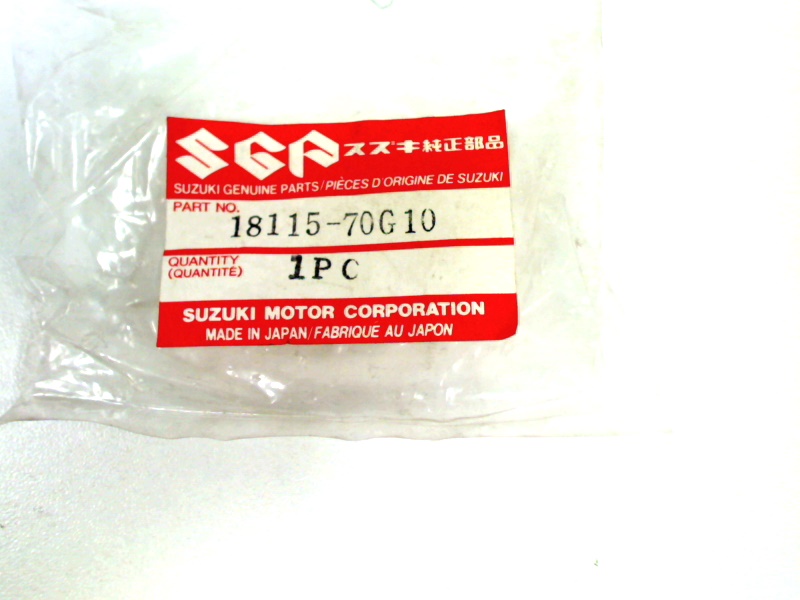 SGP スズキ純正部品
SUZUKI GENUINE PARTS/PIÈCES D'ORIGINE DE SUZUKI
PART NO.
18115-70G10
QUANTITY
(QUANTITÉ)
1PC
SUZUKI MOTOR CORPORATION
MADE IN JAPAN/FABRIQUE AU JAPON